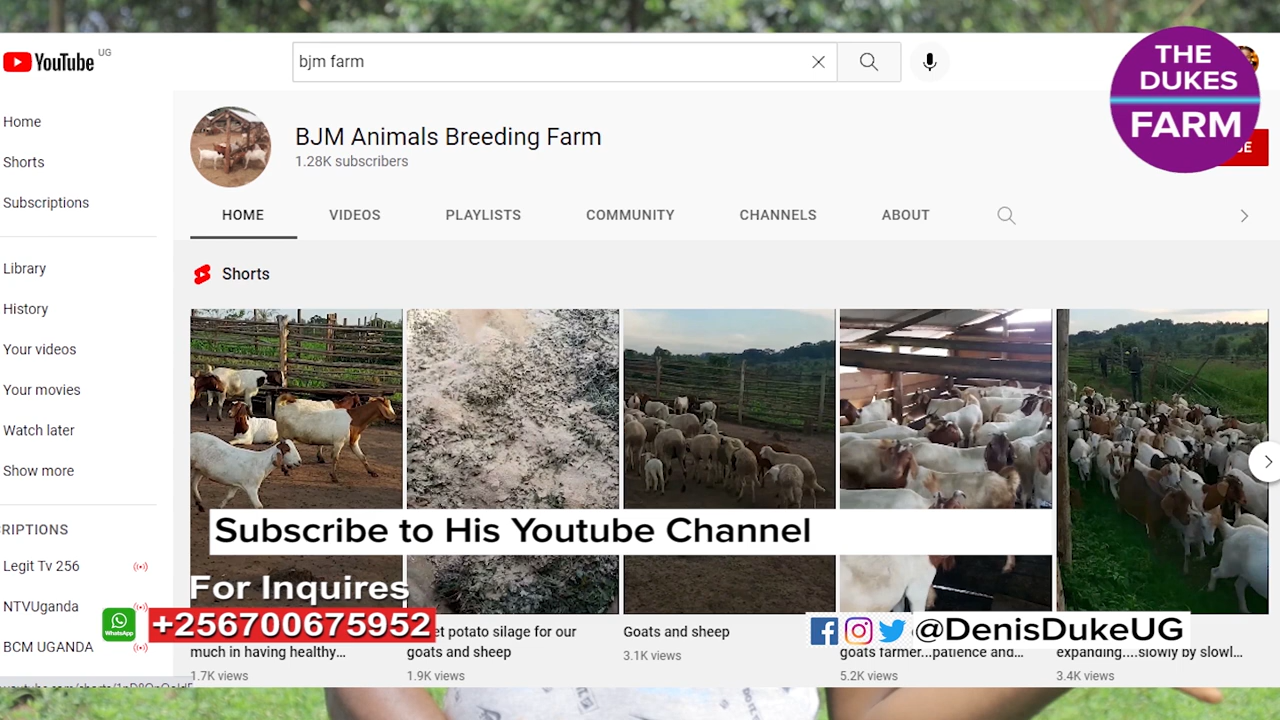 YouTube UG
bjm farm
THE
DUKES
FARM
Home
Shorts
Subscriptions
Library
History
Your videos
Your movies
Watch later
Show more
RIPTIONS
Legit Tv 256
NTVUganda
BCM UGANDA
BJM Animals Breeding Farm
1.28K subscribers
HOME VIDEOS PLAYLISTS COMMUNITY CHANNELS ABOUT
Shorts
Subscribe to His Youtube Channel
For Inquires
WhatsApp
+256700675952
@DenisDukeUG
much in having healthy...
1.7K views
et potato silage for our
goats and sheep
1.9K views
Goats and sheep
3.1K views
goats farmer...patience and...
5.2K views
expanding....slowly by slowl...
3.4K views